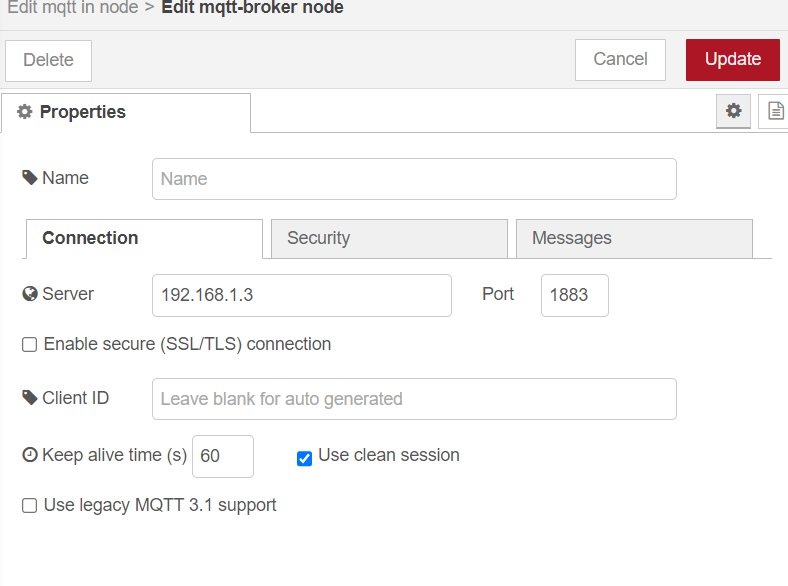 Edit mqtt in node > Edit mqtt-broker node
Delete Cancel Update
Properties
Name Name
Connection Security Messages
Server 192.168.1.3 Port 1883
Enable secure (SSL/TLS) connection
Client ID Leave blank for auto generated
Keep alive time (s) 60 Use clean session
Use legacy MQTT 3.1 support